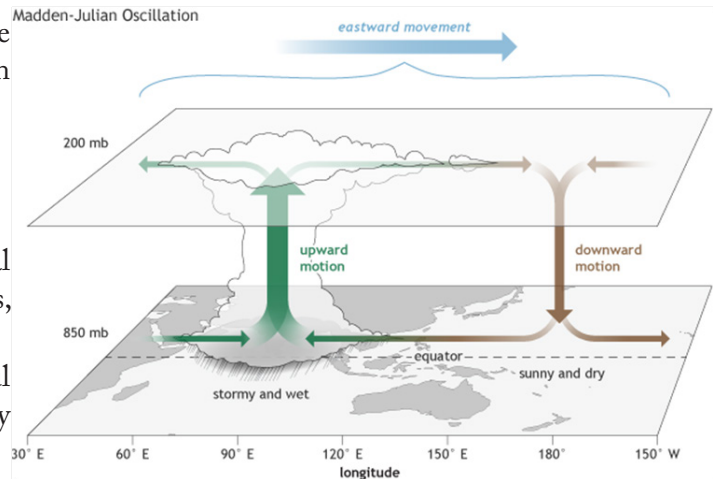 Madden-Julian Oscillation
eastward movement
200 mb
upward
motion
downward
motion
850 mb
equator
sunny and dry
stormy and wet
30° E 60° E 90° E 120° E 150° E 180° 150° W
longitude